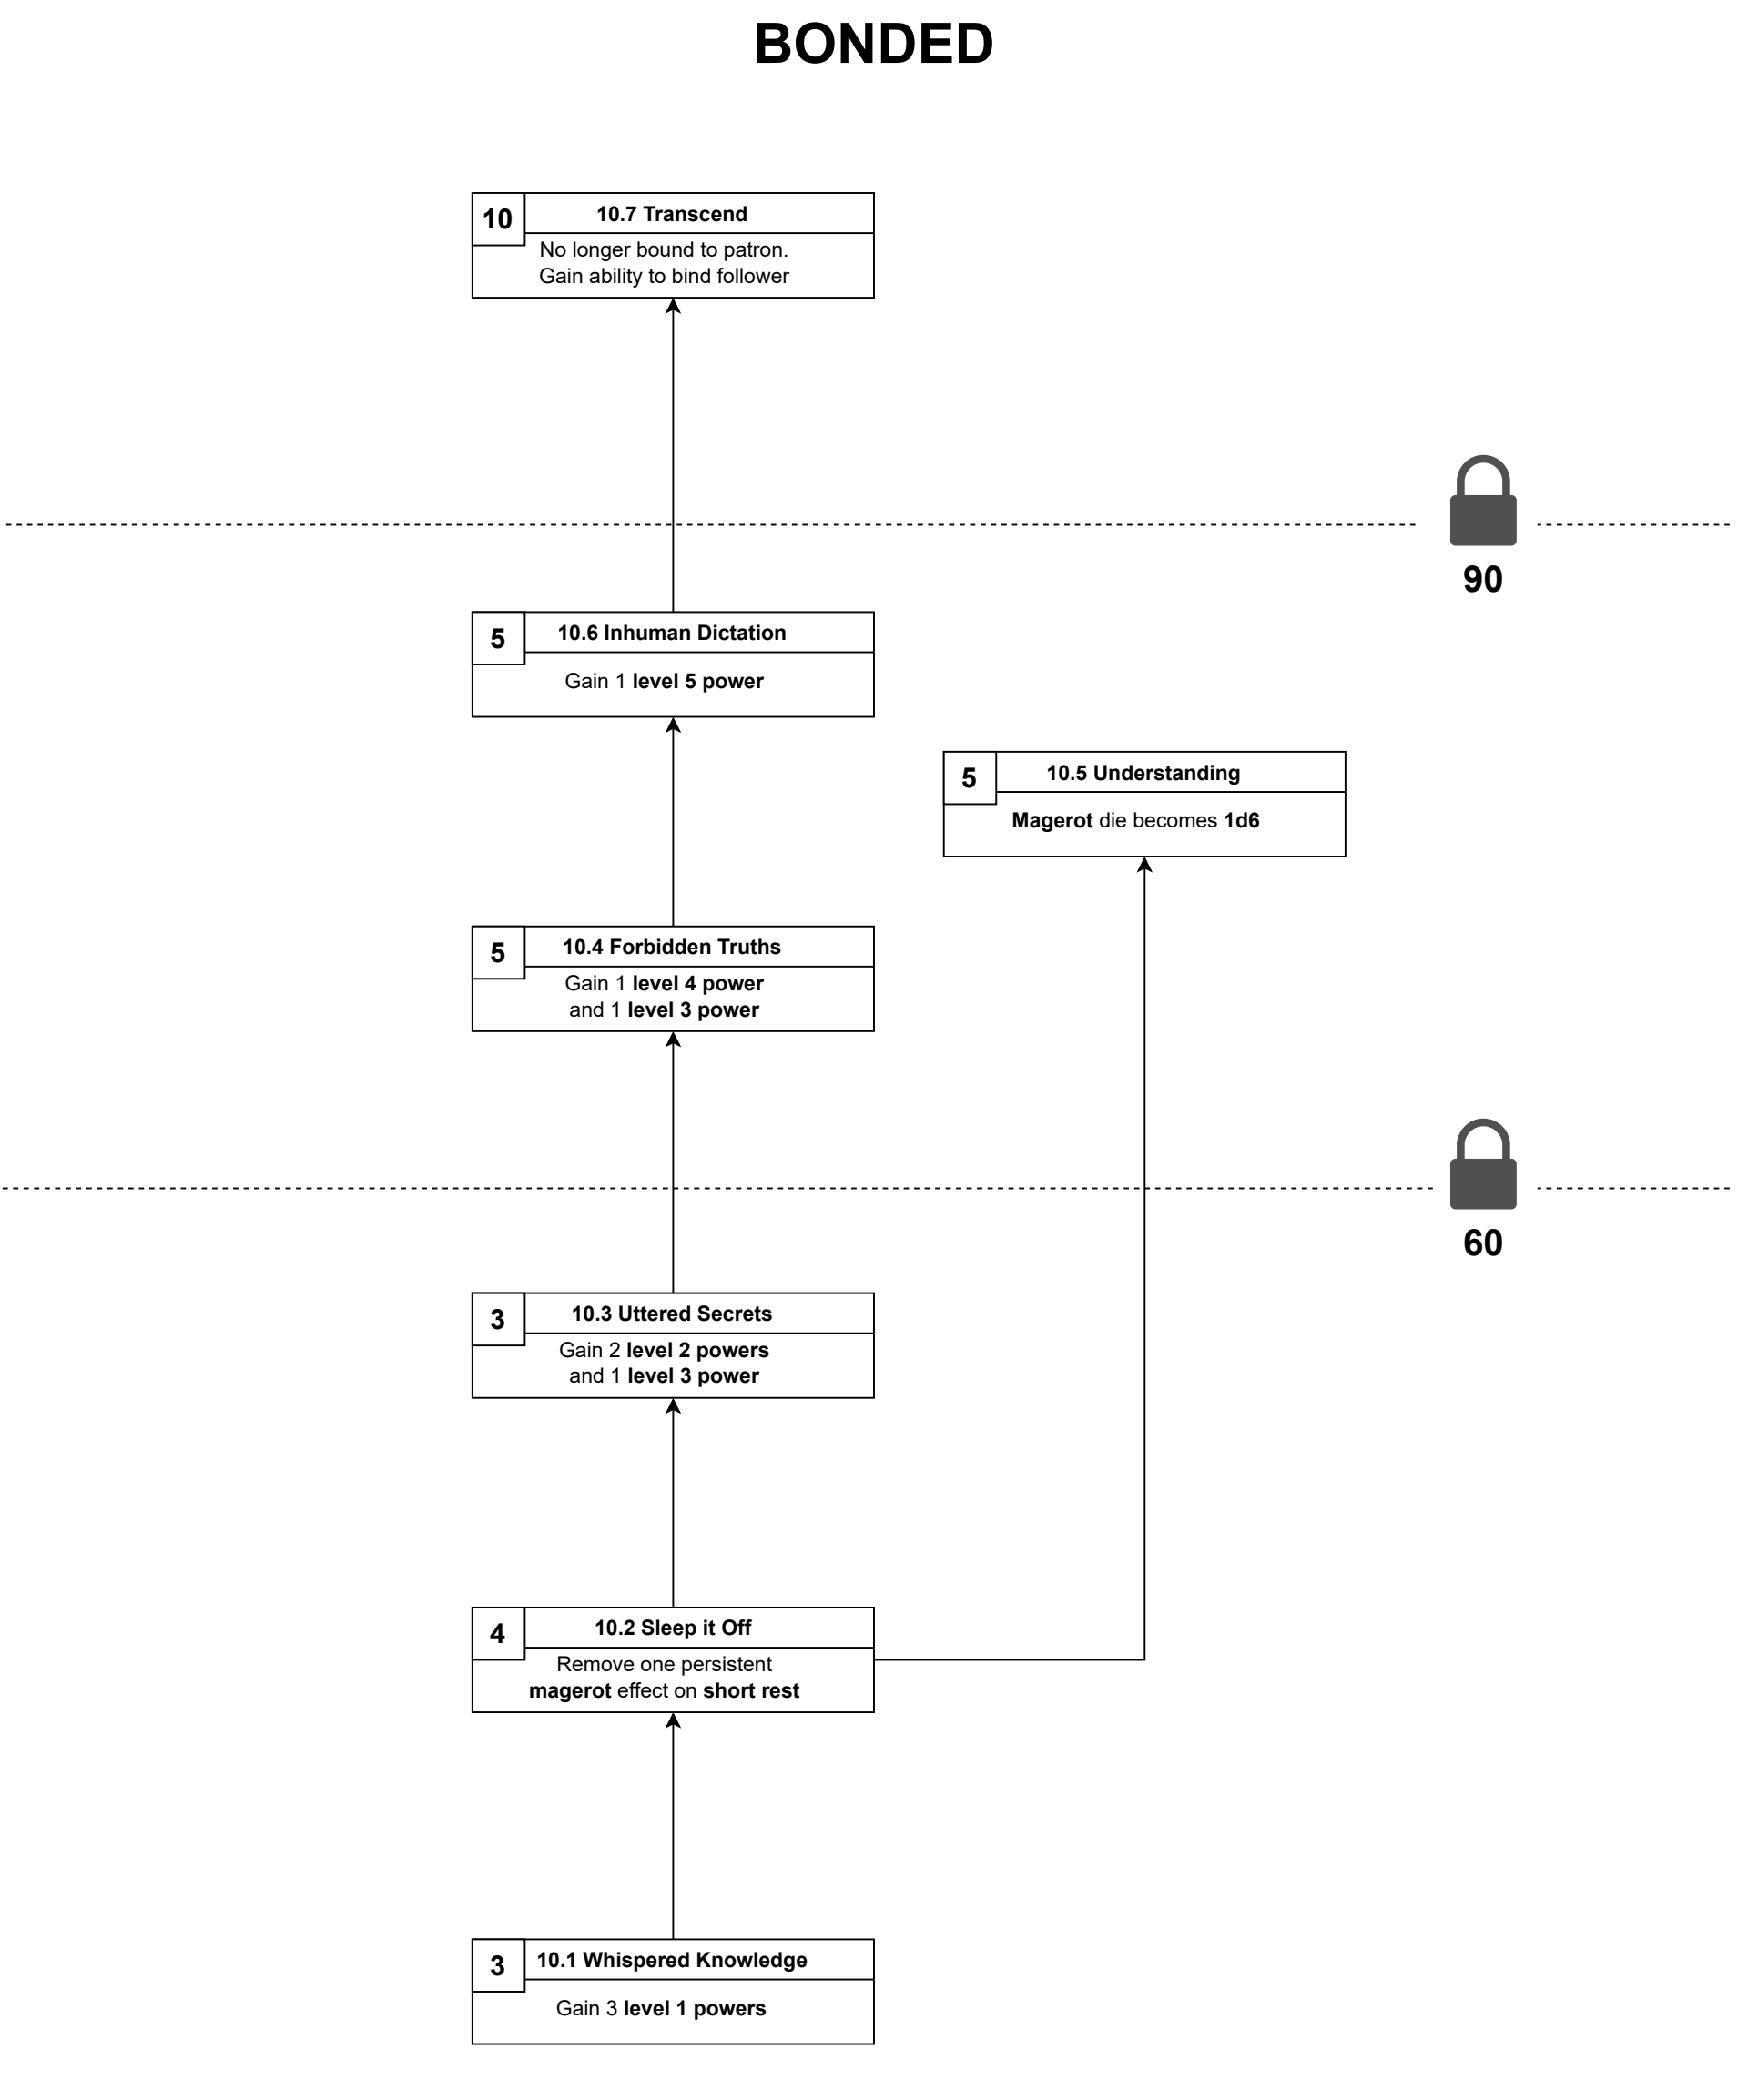 BONDED
10
10.7 Transcend
No longer bound to patron.
Gain ability to bind follower
90
5
10.6 Inhuman Dictation
Gain 1 level 5 power
5
10.5 Understanding
Magerot die becomes 1d6
5
10.4 Forbidden Truths
Gain 1 level 4 power
and 1 level 3 power
60
3
10.3 Uttered Secrets
Gain 2 level 2 powers
and 1 level 3 power
4
10.2 Sleep it Off
Remove one persistent
magerot effect on short rest
3
10.1 Whispered Knowledge
Gain 3 level 1 powers